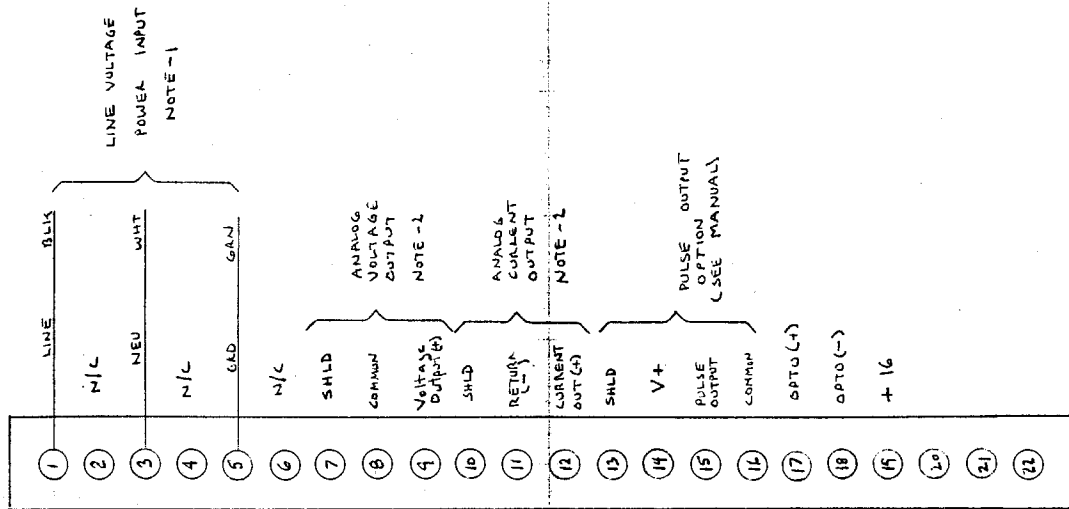 LINE VOLTAGE
POWER INPUT
NOTE-1
1 LINE BLK
2 N/C
3 NEU WHT
4 N/C
5 GRD GRN
6 N/C
ANALOG
VOLTAGE
OUTPUT
NOTE-2
7 SHLD
8 COMMON
9 Voltage
Output (+)
ANALOG
CURRENT
OUTPUT
NOTE-2
10 SHLD
11 RETURN
(-)
12 CURRENT
OUT (+)
PULSE OUTPUT
OPTION
(SEE MANUAL)
13 SHLD
14 V+
15 PULSE
OUTPUT
16 COMMON
17 OPTO (+)
18 OPTO (-)
19 +16
20
21
22